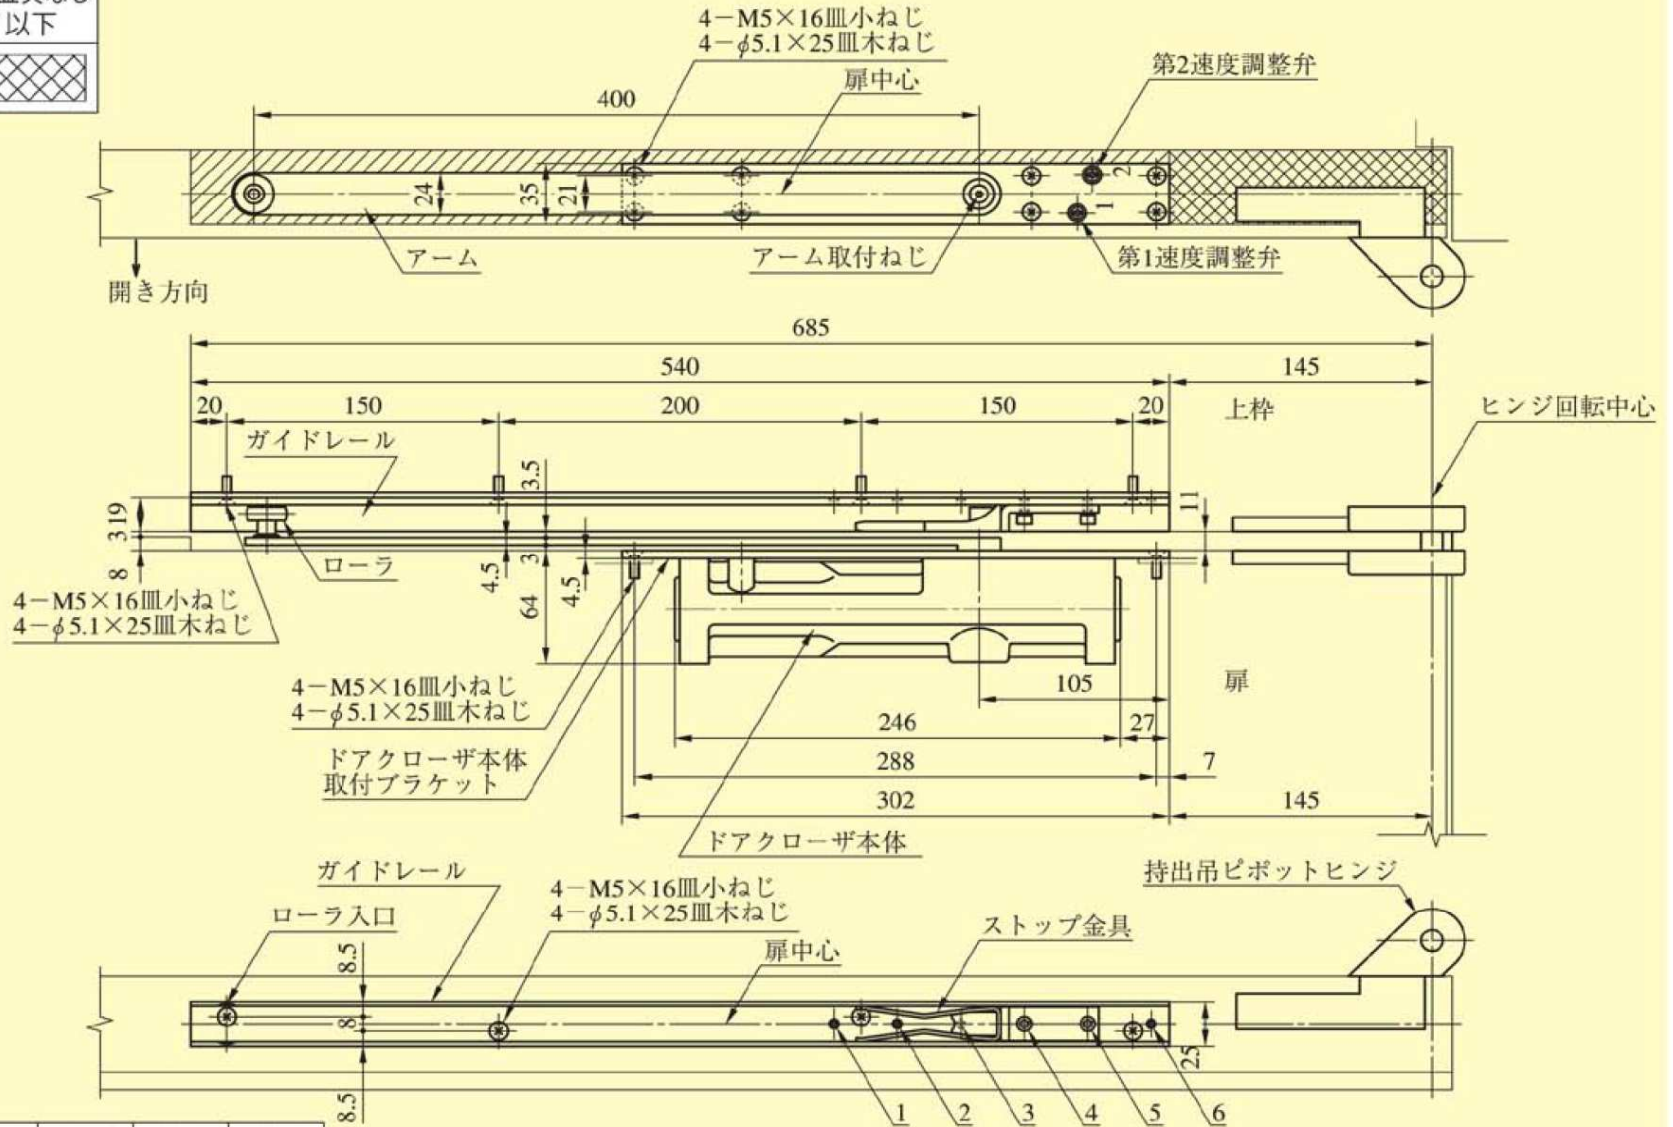 以下
4－M5×16皿小ねじ
4－φ5.1×25皿木ねじ
扉中心
第2速度調整弁
400
24
35
21
2
1
アーム
アーム取付ねじ
第1速度調整弁
開き方向
685
540
145
20
150
200
150
20
上枠
ヒンジ回転中心
ガイドレール
3.5
11
19
3
8
ローラ
4.5
3
4.5
64
4－M5×16皿小ねじ
4－φ5.1×25皿木ねじ
4－M5×16皿小ねじ
4－φ5.1×25皿木ねじ
105
扉
246
27
ドアクローザ本体
取付ブラケット
288
7
302
145
ドアクローザ本体
ガイドレール
4－M5×16皿小ねじ
4－φ5.1×25皿木ねじ
持出吊ピボットヒンジ
ローラ入口
ストップ金具
扉中心
8.5
8
8.5
25
1
2
3
4
5
6